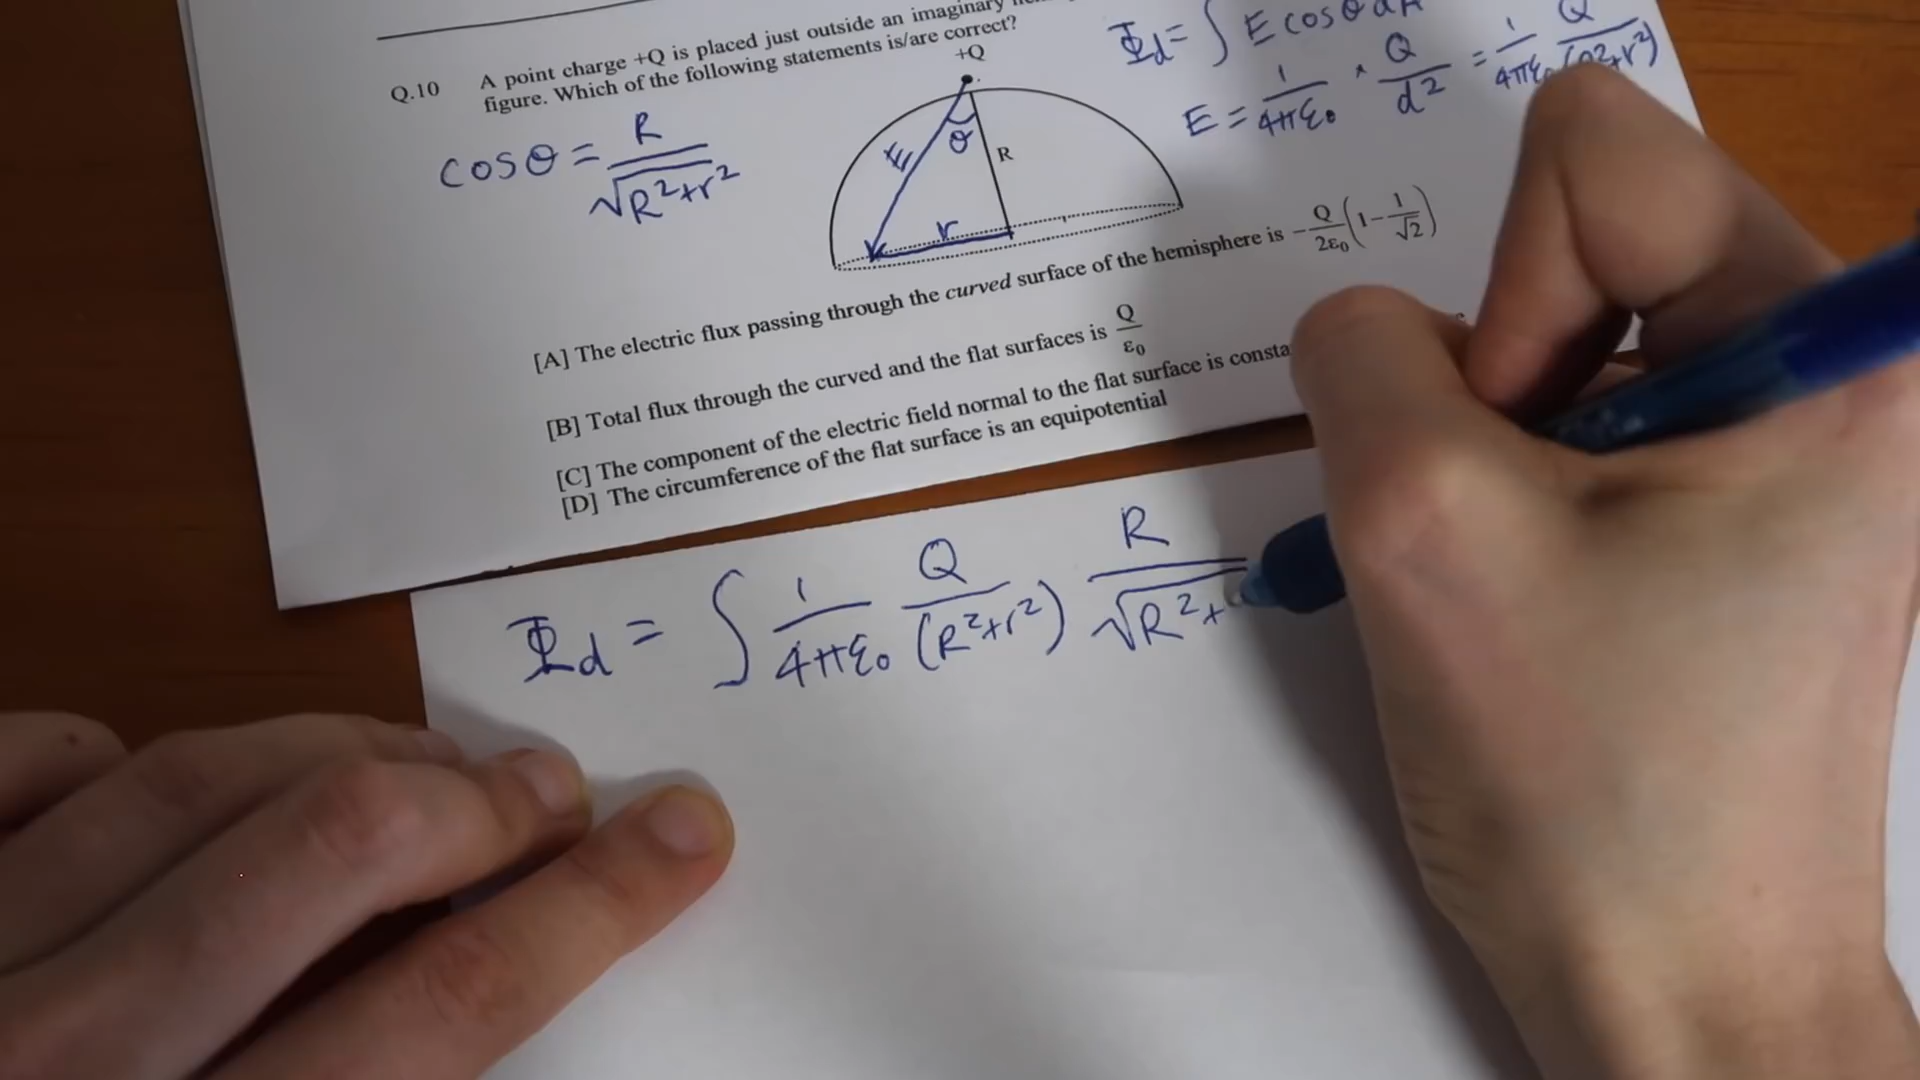 Q.10 A point charge +Q is placed just outside an imaginary
figure. Which of the following statements is/are correct?
+Q
Φd = ∫ E cosθ dA
E = 1/4πε₀ × Q/d² = 1/4πε₀ Q/(R²+r²)
cosθ = R/√R²+r²
E
θ
R
r
[A] The electric flux passing through the curved surface of the hemisphere is −Q/2ε₀(1−1/√2)
[B] Total flux through the curved and the flat surfaces is Q/ε₀
[C] The component of the electric field normal to the flat surface is
[D] The circumference of the flat surface is an equipotential
Φd = ∫ 1/4πε₀ Q/(R²+r²) R/√R²+